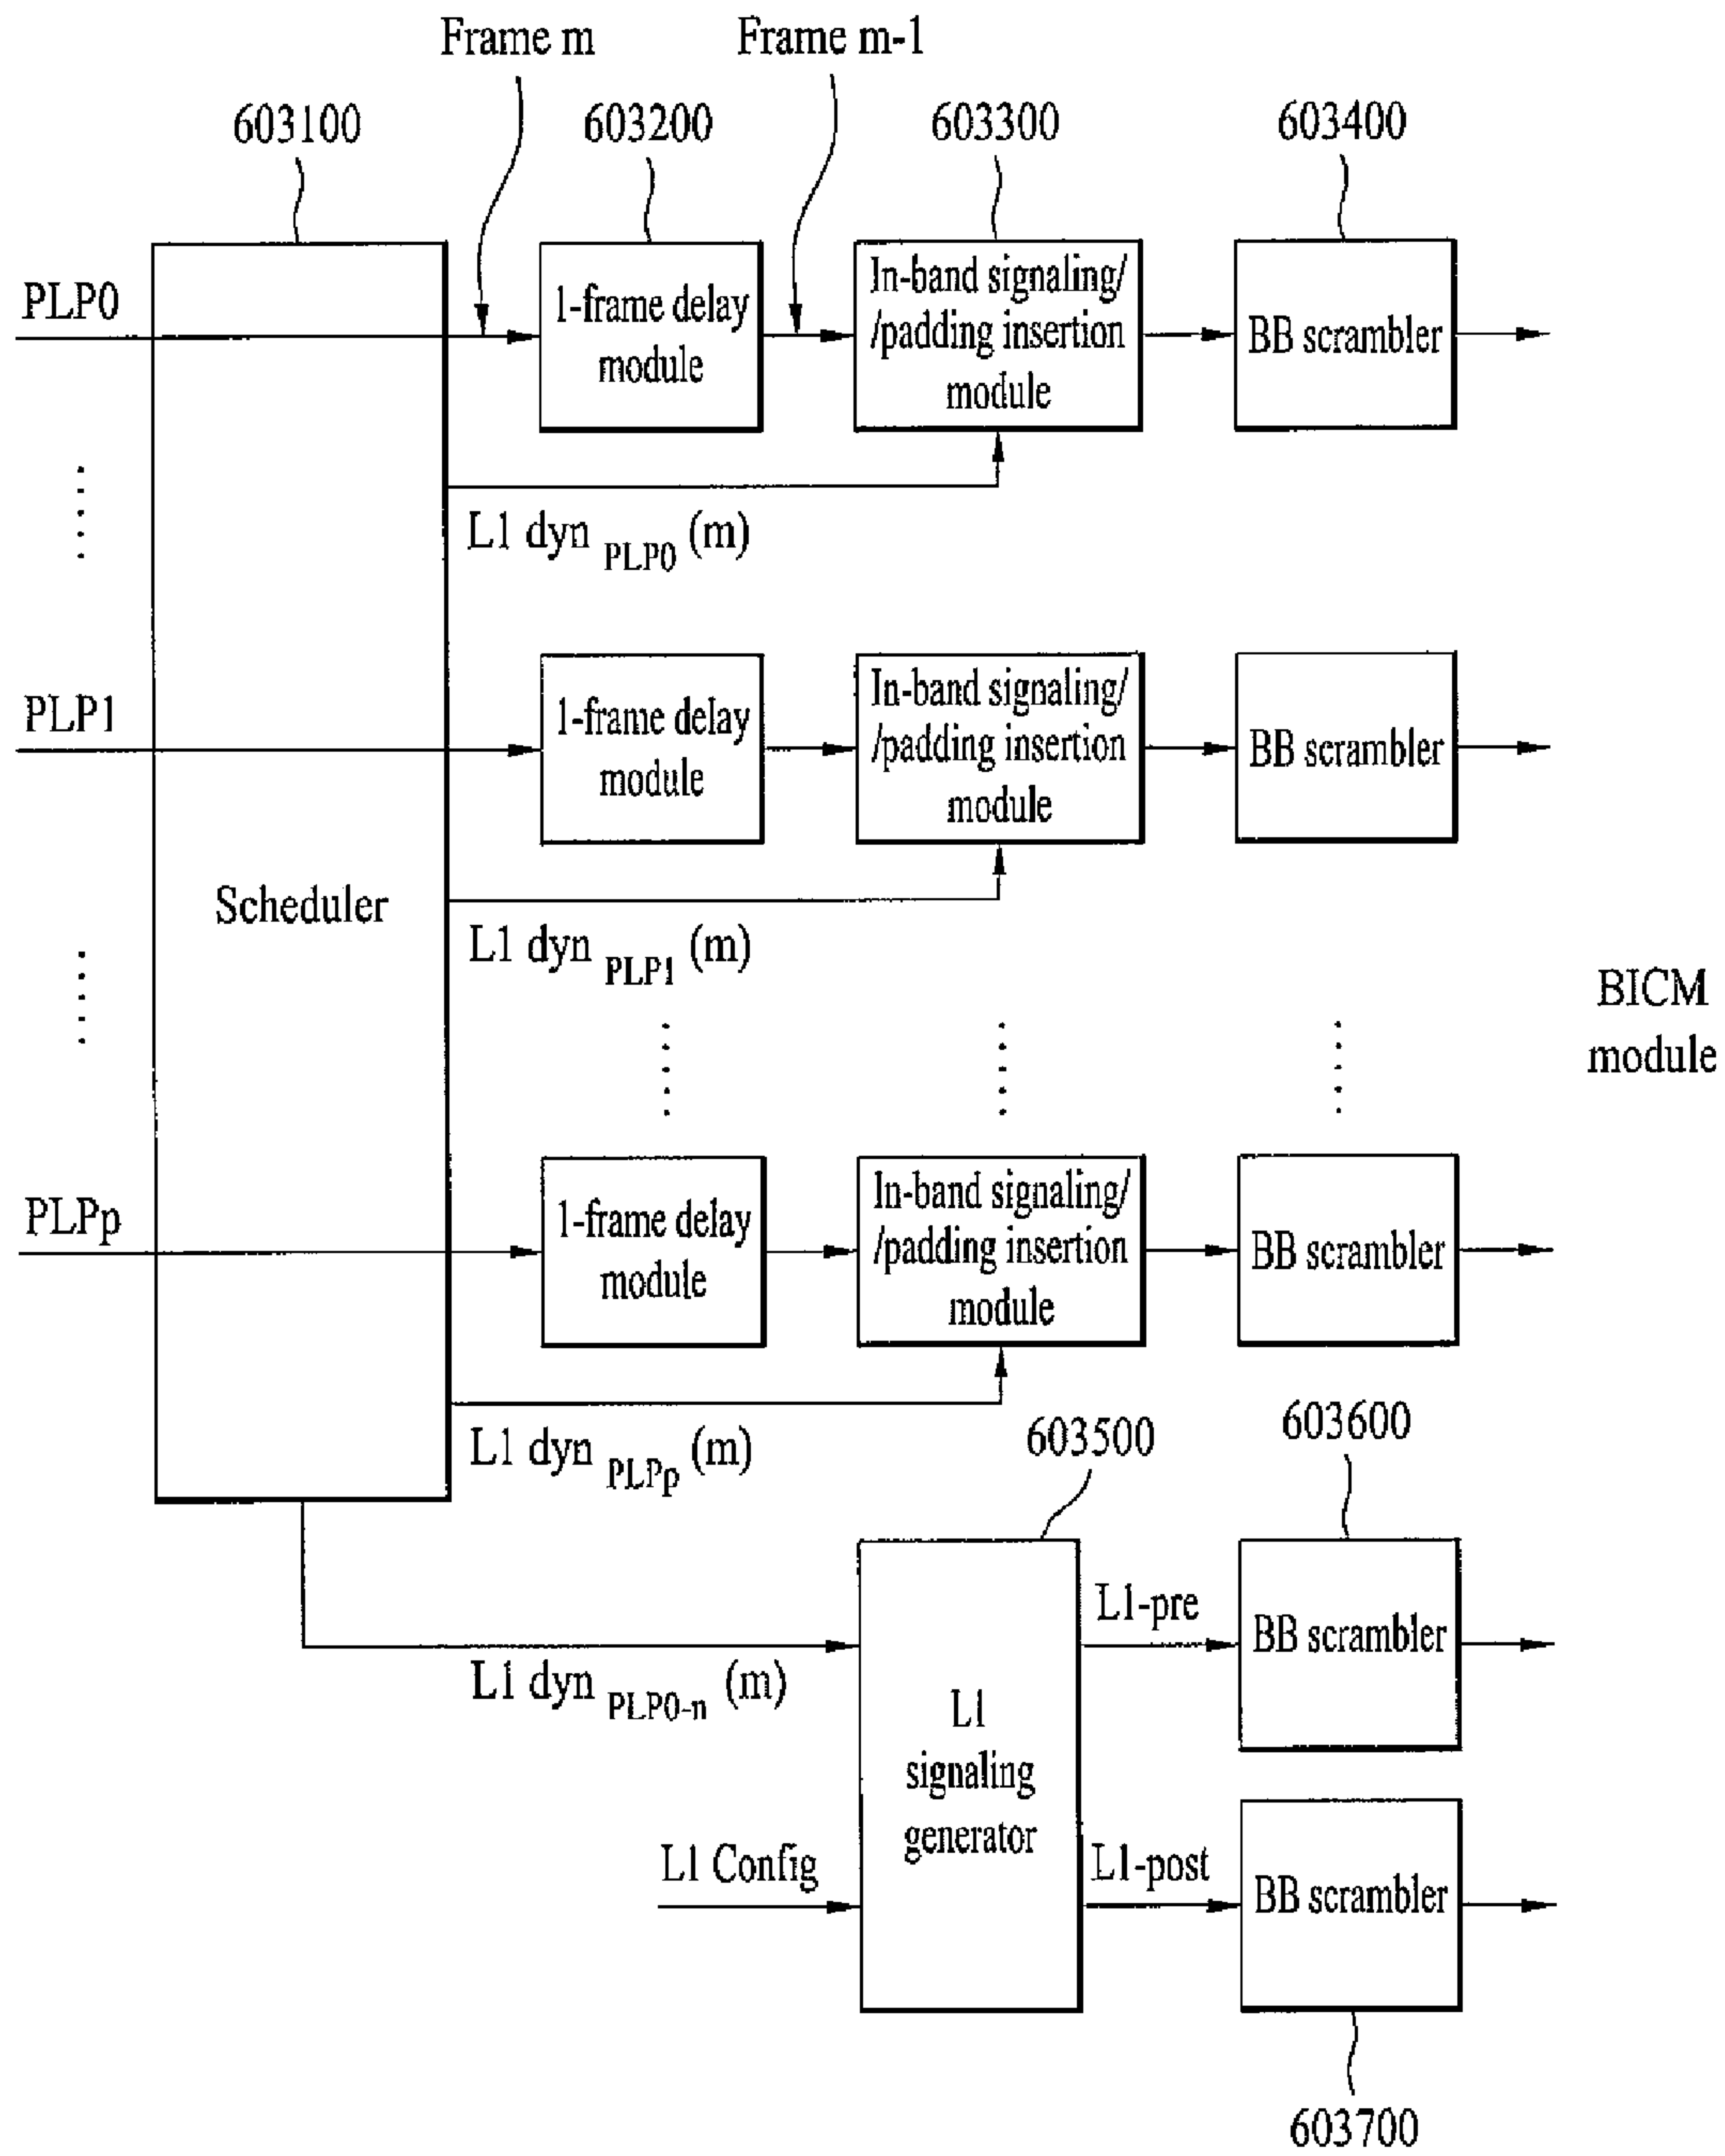 Frame m
Frame m-1
603100
603200
603300
603400
PLP0
1-frame delay
module
In-band signaling/
/padding insertion
module
BB scrambler
L1 dyn PLP0 (m)
PLP1
1-frame delay
module
In-band signaling/
/padding insertion
module
BB scrambler
Scheduler
L1 dyn PLP1 (m)
BICM
module
PLPp
1-frame delay
module
In-band signaling/
/padding insertion
module
BB scrambler
L1 dyn PLPp (m)
603500
603600
L1-pre
BB scrambler
L1 dyn PLP0-n (m)
L1
signaling
generator
L1 Config
L1-post
BB scrambler
603700